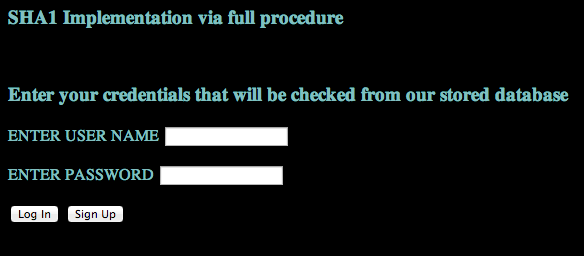 SHA1 Implementation via full procedure
Enter your credentials that will be checked from our stored database
ENTER USER NAME
ENTER PASSWORD
Log In Sign Up